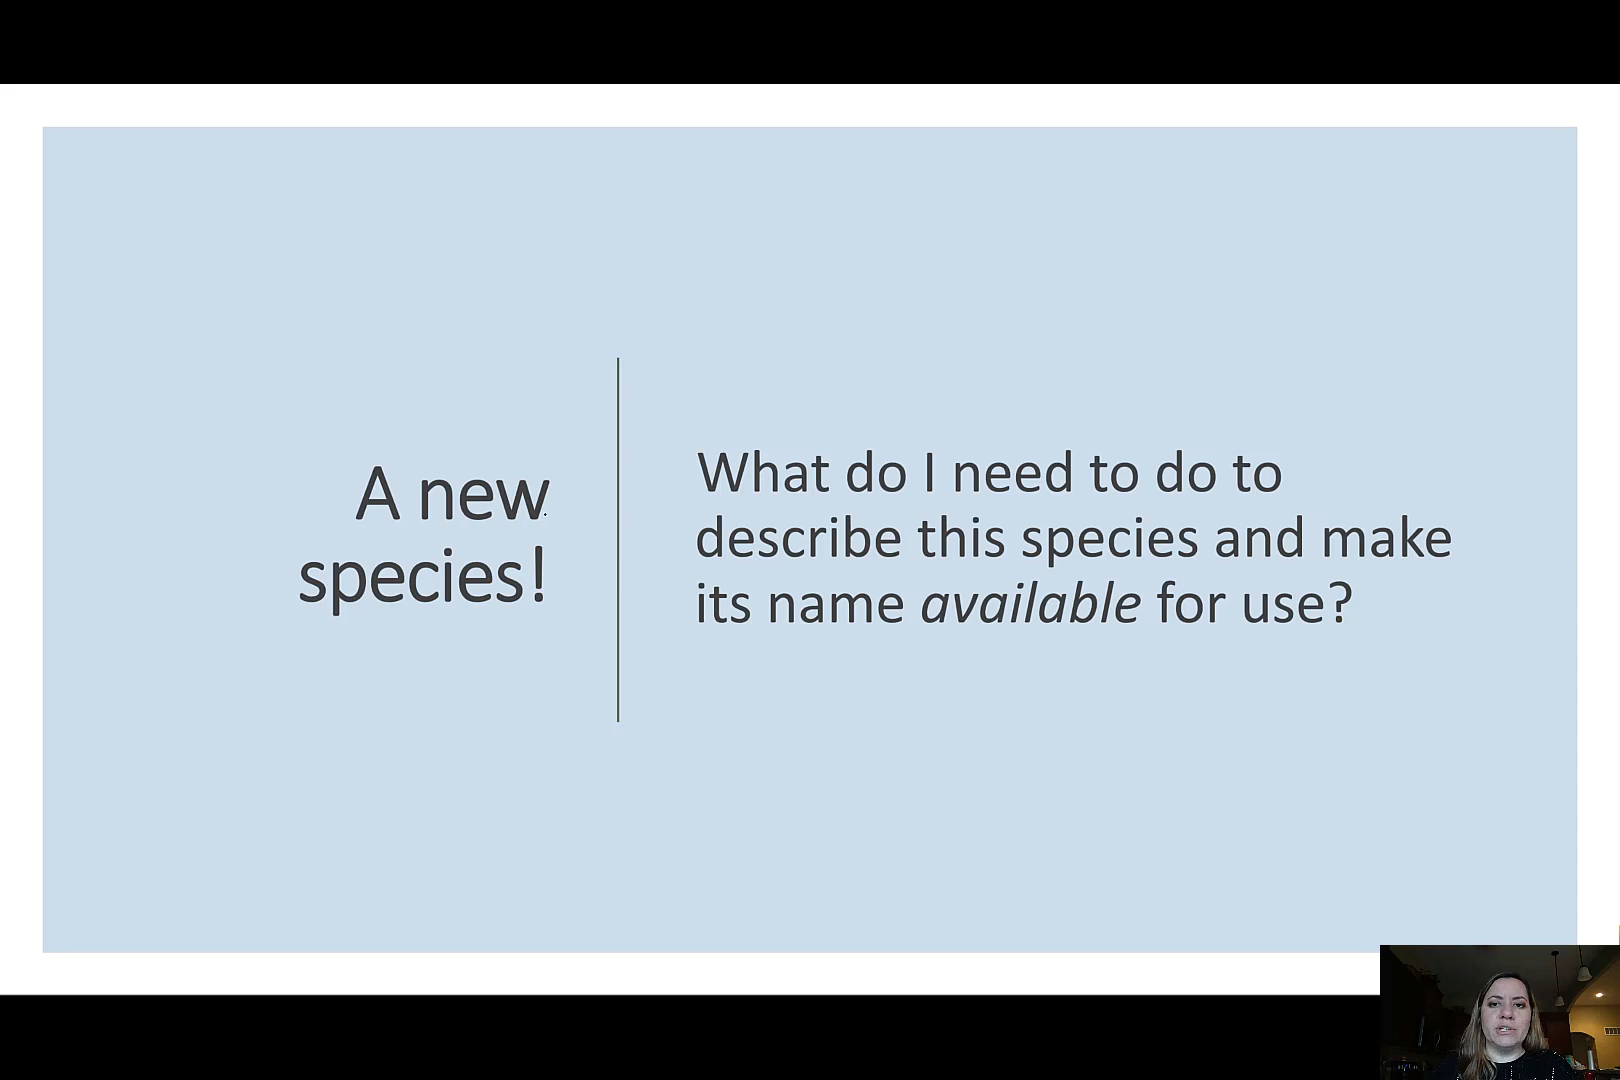 A new
species!
What do I need to do to
describe this species and make
its name available for use?